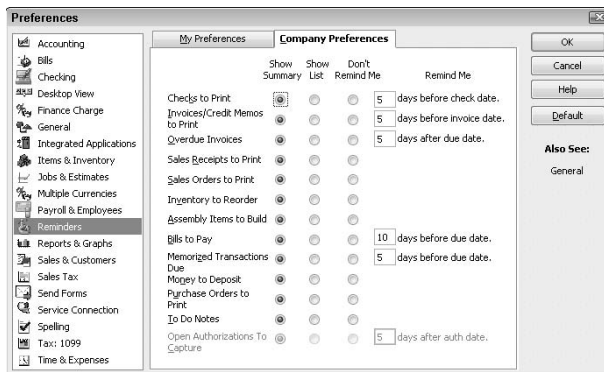 Preferences
Accounting
Bills
Checking
Desktop View
Finance Charge
General
Integrated Applications
Items & Inventory
Jobs & Estimates
Multiple Currencies
Payroll & Employees
Reminders
Reports & Graphs
Sales & Customers
Sales Tax
Send Forms
Service Connection
Spelling
Tax: 1099
Time & Expenses
My Preferences
Company Preferences
Show Summary
Show List
Don't Remind Me
Remind Me
Checks to Print 5 days before check date.
Invoices/Credit Memos to Print 5 days before invoice date.
Overdue Invoices 5 days after due date.
Sales Receipts to Print
Sales Orders to Print
Inventory to Reorder
Assembly Items to Build
Bills to Pay 10 days before due date.
Memorized Transactions Due 5 days before due date.
Money to Deposit
Purchase Orders to Print
To Do Notes
Open Authorizations To Capture 5 days after auth date.
OK
Cancel
Help
Default
Also See:
General